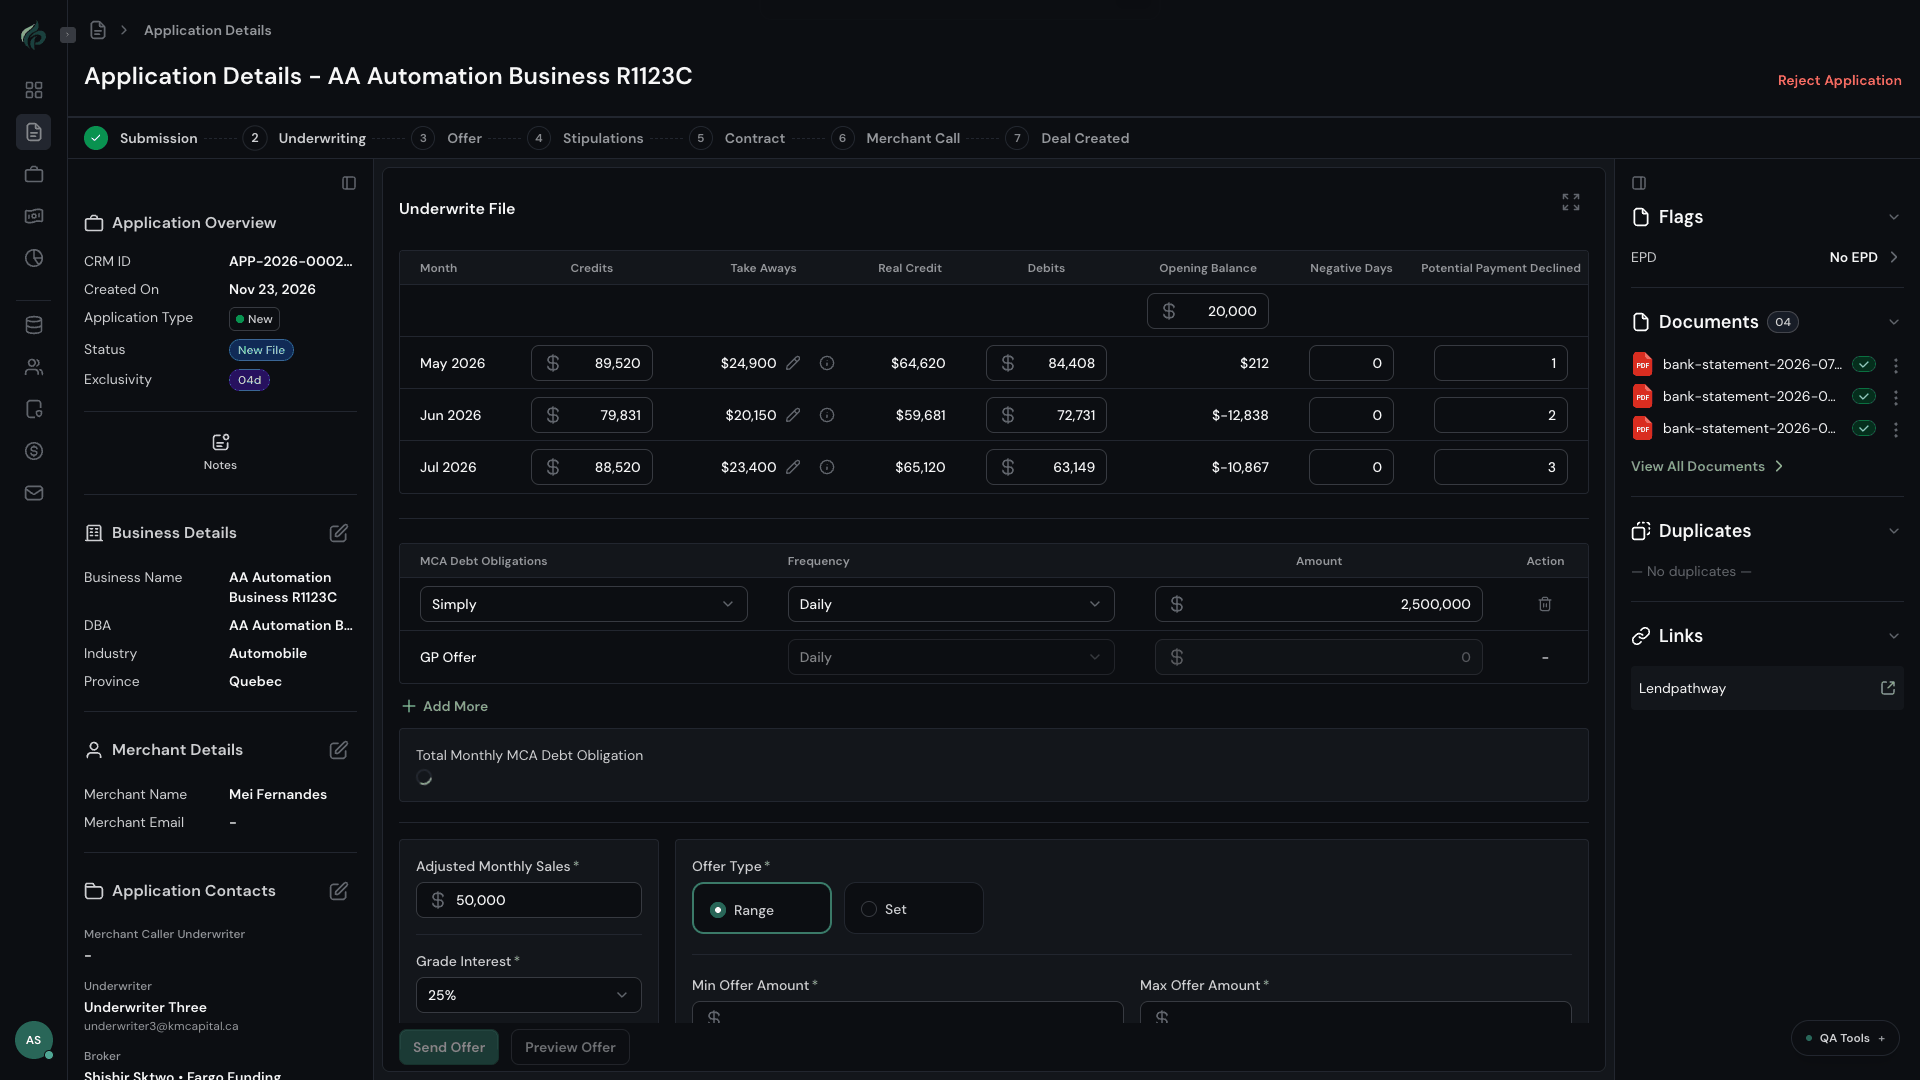 Application Details
Application Details – AA Automation Business R1123C
Reject Application
Submission
2 Underwriting
3 Offer
4 Stipulations
5 Contract
6 Merchant Call
7 Deal Created
Application Overview
CRM ID APP-2026-0002...
Created On Nov 23, 2026
Application Type New
Status New File
Exclusivity 04d
Notes
Business Details
Business Name AA Automation
Business R1123C
DBA AA Automation B...
Industry Automobile
Province Quebec
Merchant Details
Merchant Name Mei Fernandes
Merchant Email –
Application Contacts
Merchant Caller Underwriter
–
Underwriter
Underwriter Three
underwriter3@kmcapital.ca
Broker
Shishir Sktwo • Fargo Funding
AS
Underwrite File
Month Credits Take Aways Real Credit Debits Opening Balance Negative Days Potential Payment Declined
$ 20,000
May 2026 $ 89,520 $24,900 $64,620 $ 84,408 $212 0 1
Jun 2026 $ 79,831 $20,150 $59,681 $ 72,731 $-12,838 0 2
Jul 2026 $ 88,520 $23,400 $65,120 $ 63,149 $-10,867 0 3
MCA Debt Obligations Frequency Amount Action
Simply Daily $ 2,500,000
GP Offer Daily $ 0 –
+ Add More
Total Monthly MCA Debt Obligation
Adjusted Monthly Sales *
$ 50,000
Grade Interest *
25%
Offer Type *
Range Set
Min Offer Amount * Max Offer Amount *
$ $
Send Offer Preview Offer
Flags
EPD No EPD
Documents 04
PDF bank-statement-2026-07...
PDF bank-statement-2026-0...
PDF bank-statement-2026-0...
View All Documents
Duplicates
— No duplicates —
Links
Lendpathway
QA Tools +